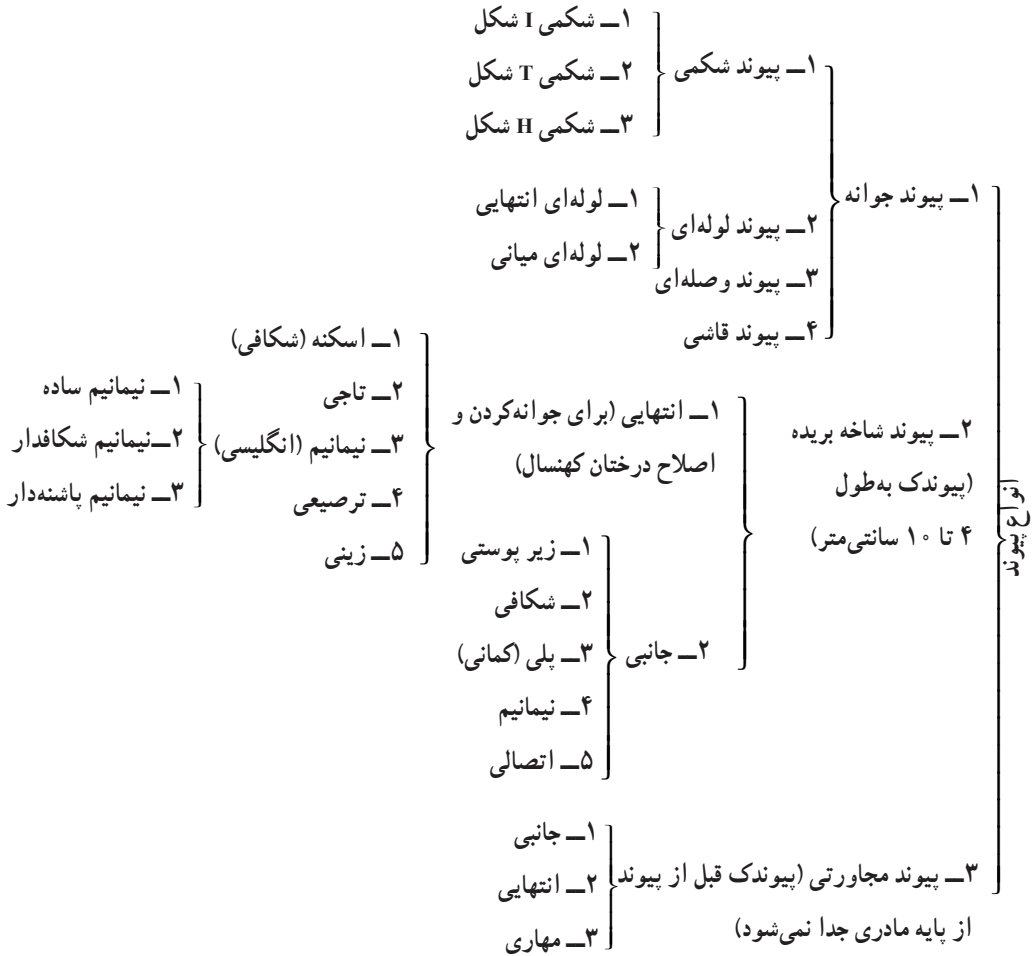 انواع پیوند
۱ــ پیوند جوانه
۱ــ پیوند شکمی
۱ــ شکمی I شکل
۲ــ شکمی T شکل
۳ــ شکمی H شکل
۲ــ پیوند لوله‌ای
۱ــ لوله‌ای انتهایی
۲ــ لوله‌ای میانی
۳ــ پیوند وصله‌ای
۴ــ پیوند قاشی
۲ــ پیوند شاخه بریده
(پیوندک به‌طول
۴ تا ۱۰ سانتی‌متر)
۱ــ انتهایی (برای جوانه‌کردن و
اصلاح درختان کهنسال)
۱ــ اسکنه (شکافی)
۲ــ تاجی
۳ــ نیمانیم (انگلیسی)
۱ــ نیمانیم ساده
۲ــنیمانیم شکافدار
۳ــ نیمانیم پاشنه‌دار
۴ــ ترصیعی
۵ــ زینی
۲ــ جانبی
۱ــ زیر پوستی
۲ــ شکافی
۳ــ پلی (کمانی)
۴ــ نیمانیم
۵ــ اتصالی
۳ــ پیوند مجاورتی (پیوندک قبل از پیوند
از پایه مادری جدا نمی‌شود)
۱ــ جانبی
۲ــ انتهایی
۳ــ مهاری